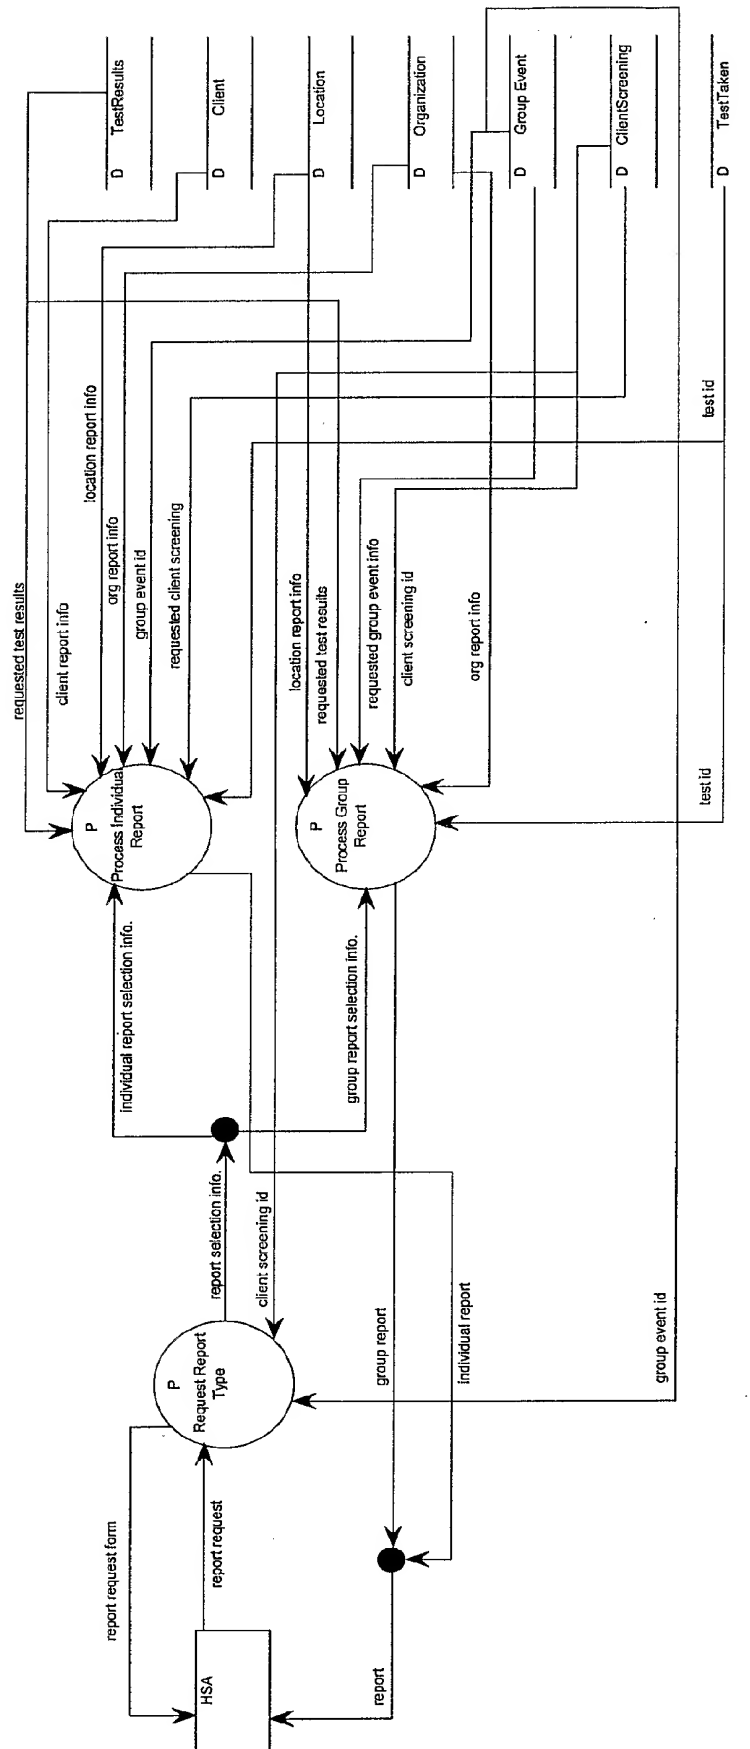 report request form
HSA
report request
report
P
Request Report
Type
report selection info.
client screening id
group report
individual report
group event id
individual report selection info.
group report selection info.
P
Process Individual
Report
P
Process Group
Report
requested test results
client report info
location report info
org report info
group event id
requested client screening
location report info
requested test results
requested group event info
client screening id
org report info
test id
test id
D TestResults
D Client
D Location
D Organization
D Group Event
D ClientScreening
D TestTaken